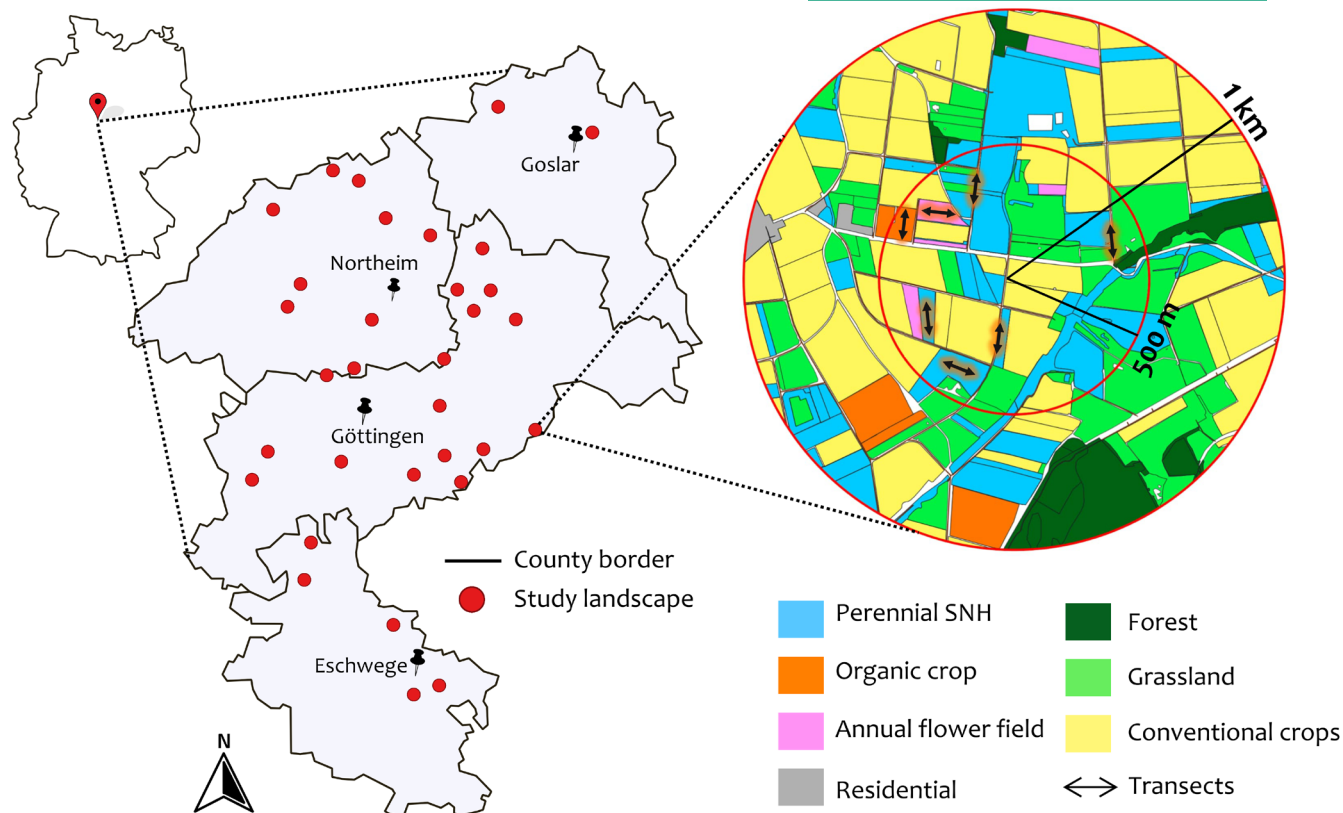 Goslar
Northeim
Göttingen
Eschwege
N
County border
Study landscape
1 km
500 m
Perennial SNH
Organic crop
Annual flower field
Residential
Forest
Grassland
Conventional crops
Transects